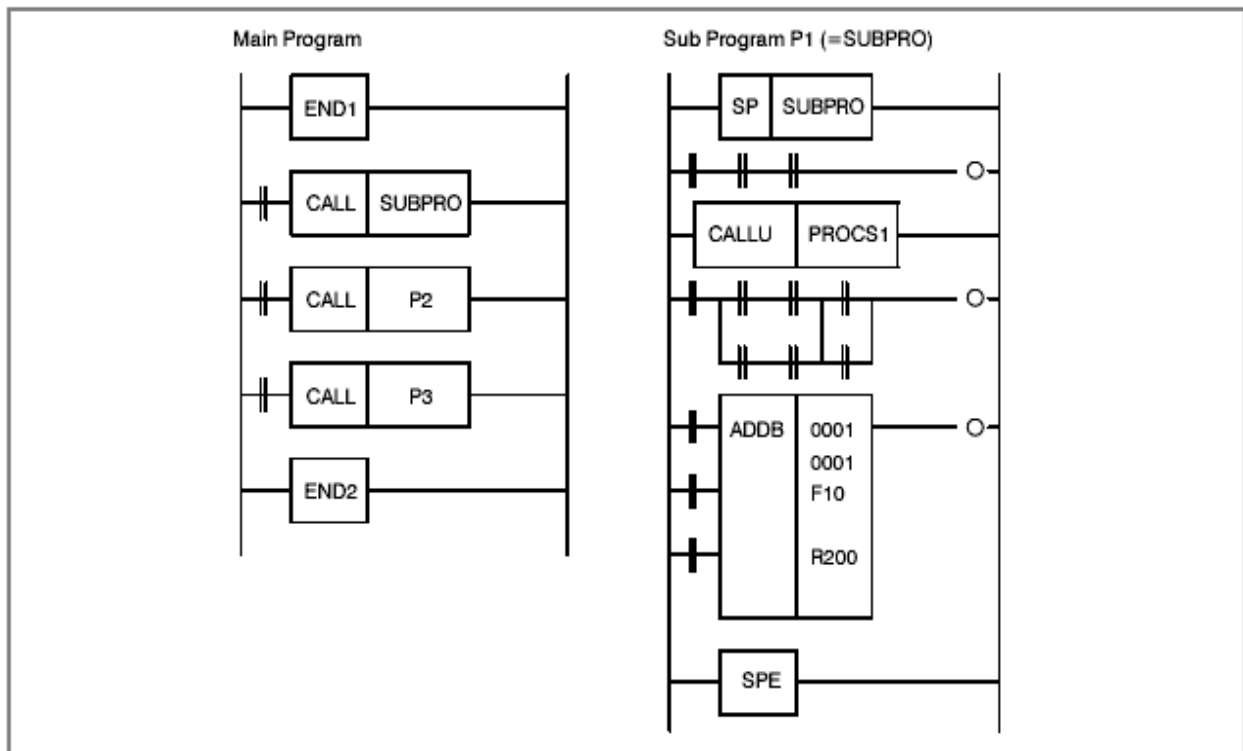 Main Program
END1
CALL SUBPRO
CALL P2
CALL P3
END2
Sub Program P1 (=SUBPRO)
SP SUBPRO
CALLU PROCS1
ADDB 0001
0001
F10
R200
SPE